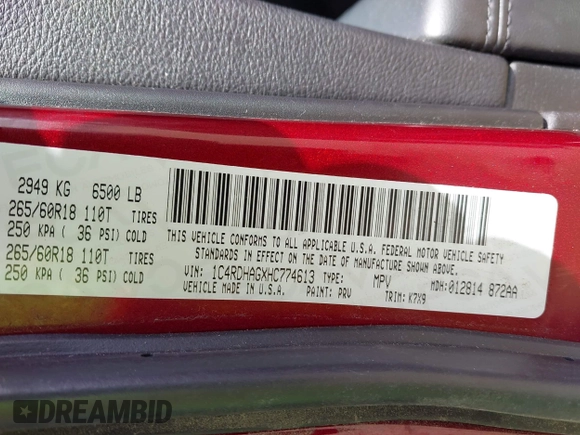 2949 KG 6500 LB
265/60R18 110T TIRES
250 KPA ( 36 PSI) COLD
265/60R18 110T TIRES
250 KPA ( 36 PSI) COLD
THIS VEHICLE CONFORMS TO ALL APPLICABLE U.S.A. FEDERAL MOTOR VEHICLE SAFETY
STANDARDS IN EFFECT ON THE DATE OF MANUFACTURE SHOWN ABOVE.
VIN: 1C4RDHAGXHC774613 TYPE: MPV MDH:012814 872AA
VEHICLE MADE IN U.S.A. PAINT: PRV TRIM: K7X9
DREAMBID